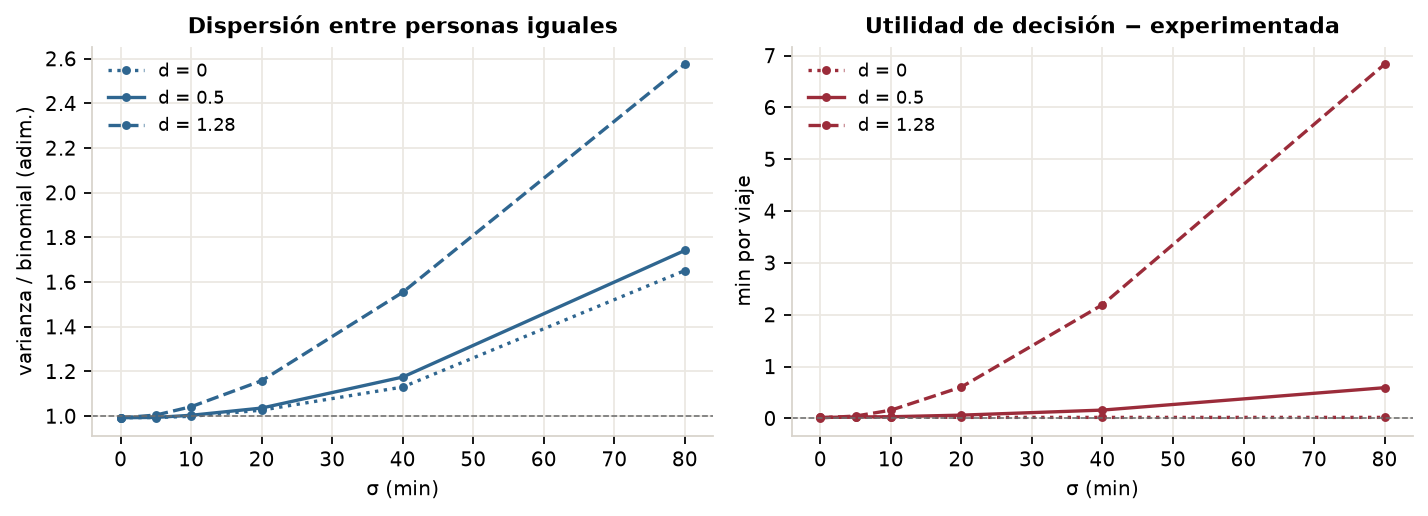 Dispersión entre personas iguales
varianza / binomial (adim.)
2.6
2.4
2.2
2.0
1.8
1.6
1.4
1.2
1.0
d = 0
d = 0.5
d = 1.28
0 10 20 30 40 50 60 70 80
σ (min)
Utilidad de decisión − experimentada
min por viaje
7
6
5
4
3
2
1
0
d = 0
d = 0.5
d = 1.28
0 10 20 30 40 50 60 70 80
σ (min)